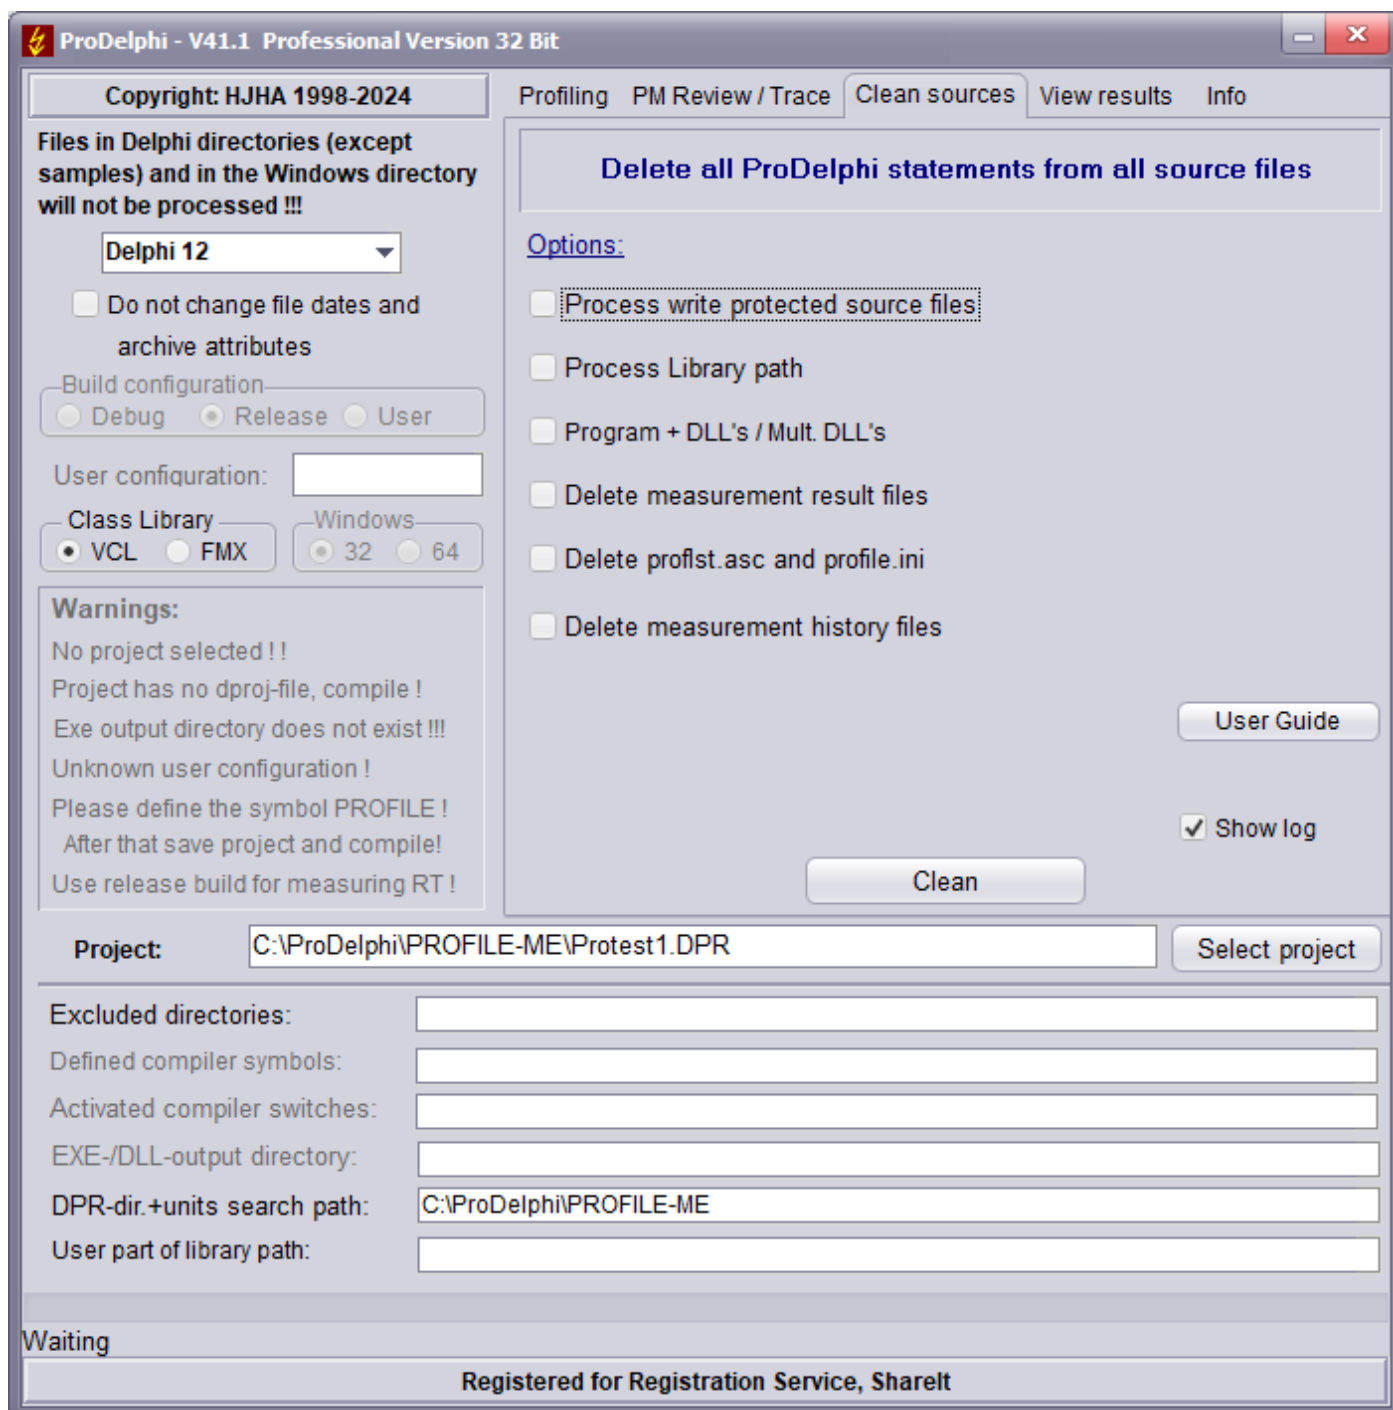 ProDelphi - V41.1 Professional Version 32 Bit
Copyright: HJHA 1998-2024
Files in Delphi directories (except
samples) and in the Windows directory
will not be processed !!!
Delphi 12
Do not change file dates and
archive attributes
Build configuration
Debug Release User
User configuration:
Class Library
VCL FMX
Windows
32 64
Warnings:
No project selected ! !
Project has no dproj-file, compile !
Exe output directory does not exist !!!
Unknown user configuration !
Please define the symbol PROFILE !
After that save project and compile!
Use release build for measuring RT !
Profiling PM Review / Trace Clean sources View results Info
Delete all ProDelphi statements from all source files
Options:
Process write protected source files
Process Library path
Program + DLL's / Mult. DLL's
Delete measurement result files
Delete proflst.asc and profile.ini
Delete measurement history files
User Guide
Show log
Clean
Project: C:\ProDelphi\PROFILE-ME\Protest1.DPR Select project
Excluded directories:
Defined compiler symbols:
Activated compiler switches:
EXE-/DLL-output directory:
DPR-dir.+units search path: C:\ProDelphi\PROFILE-ME
User part of library path:
Waiting
Registered for Registration Service, ShareIt